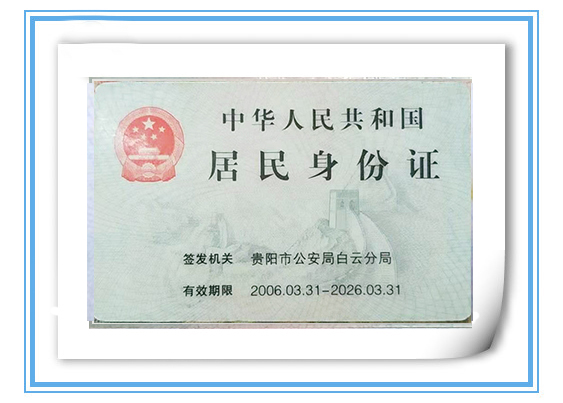 中华人民共和国
居民身份证
签发机关 贵阳市公安局白云分局
有效期限 2006.03.31-2026.03.31